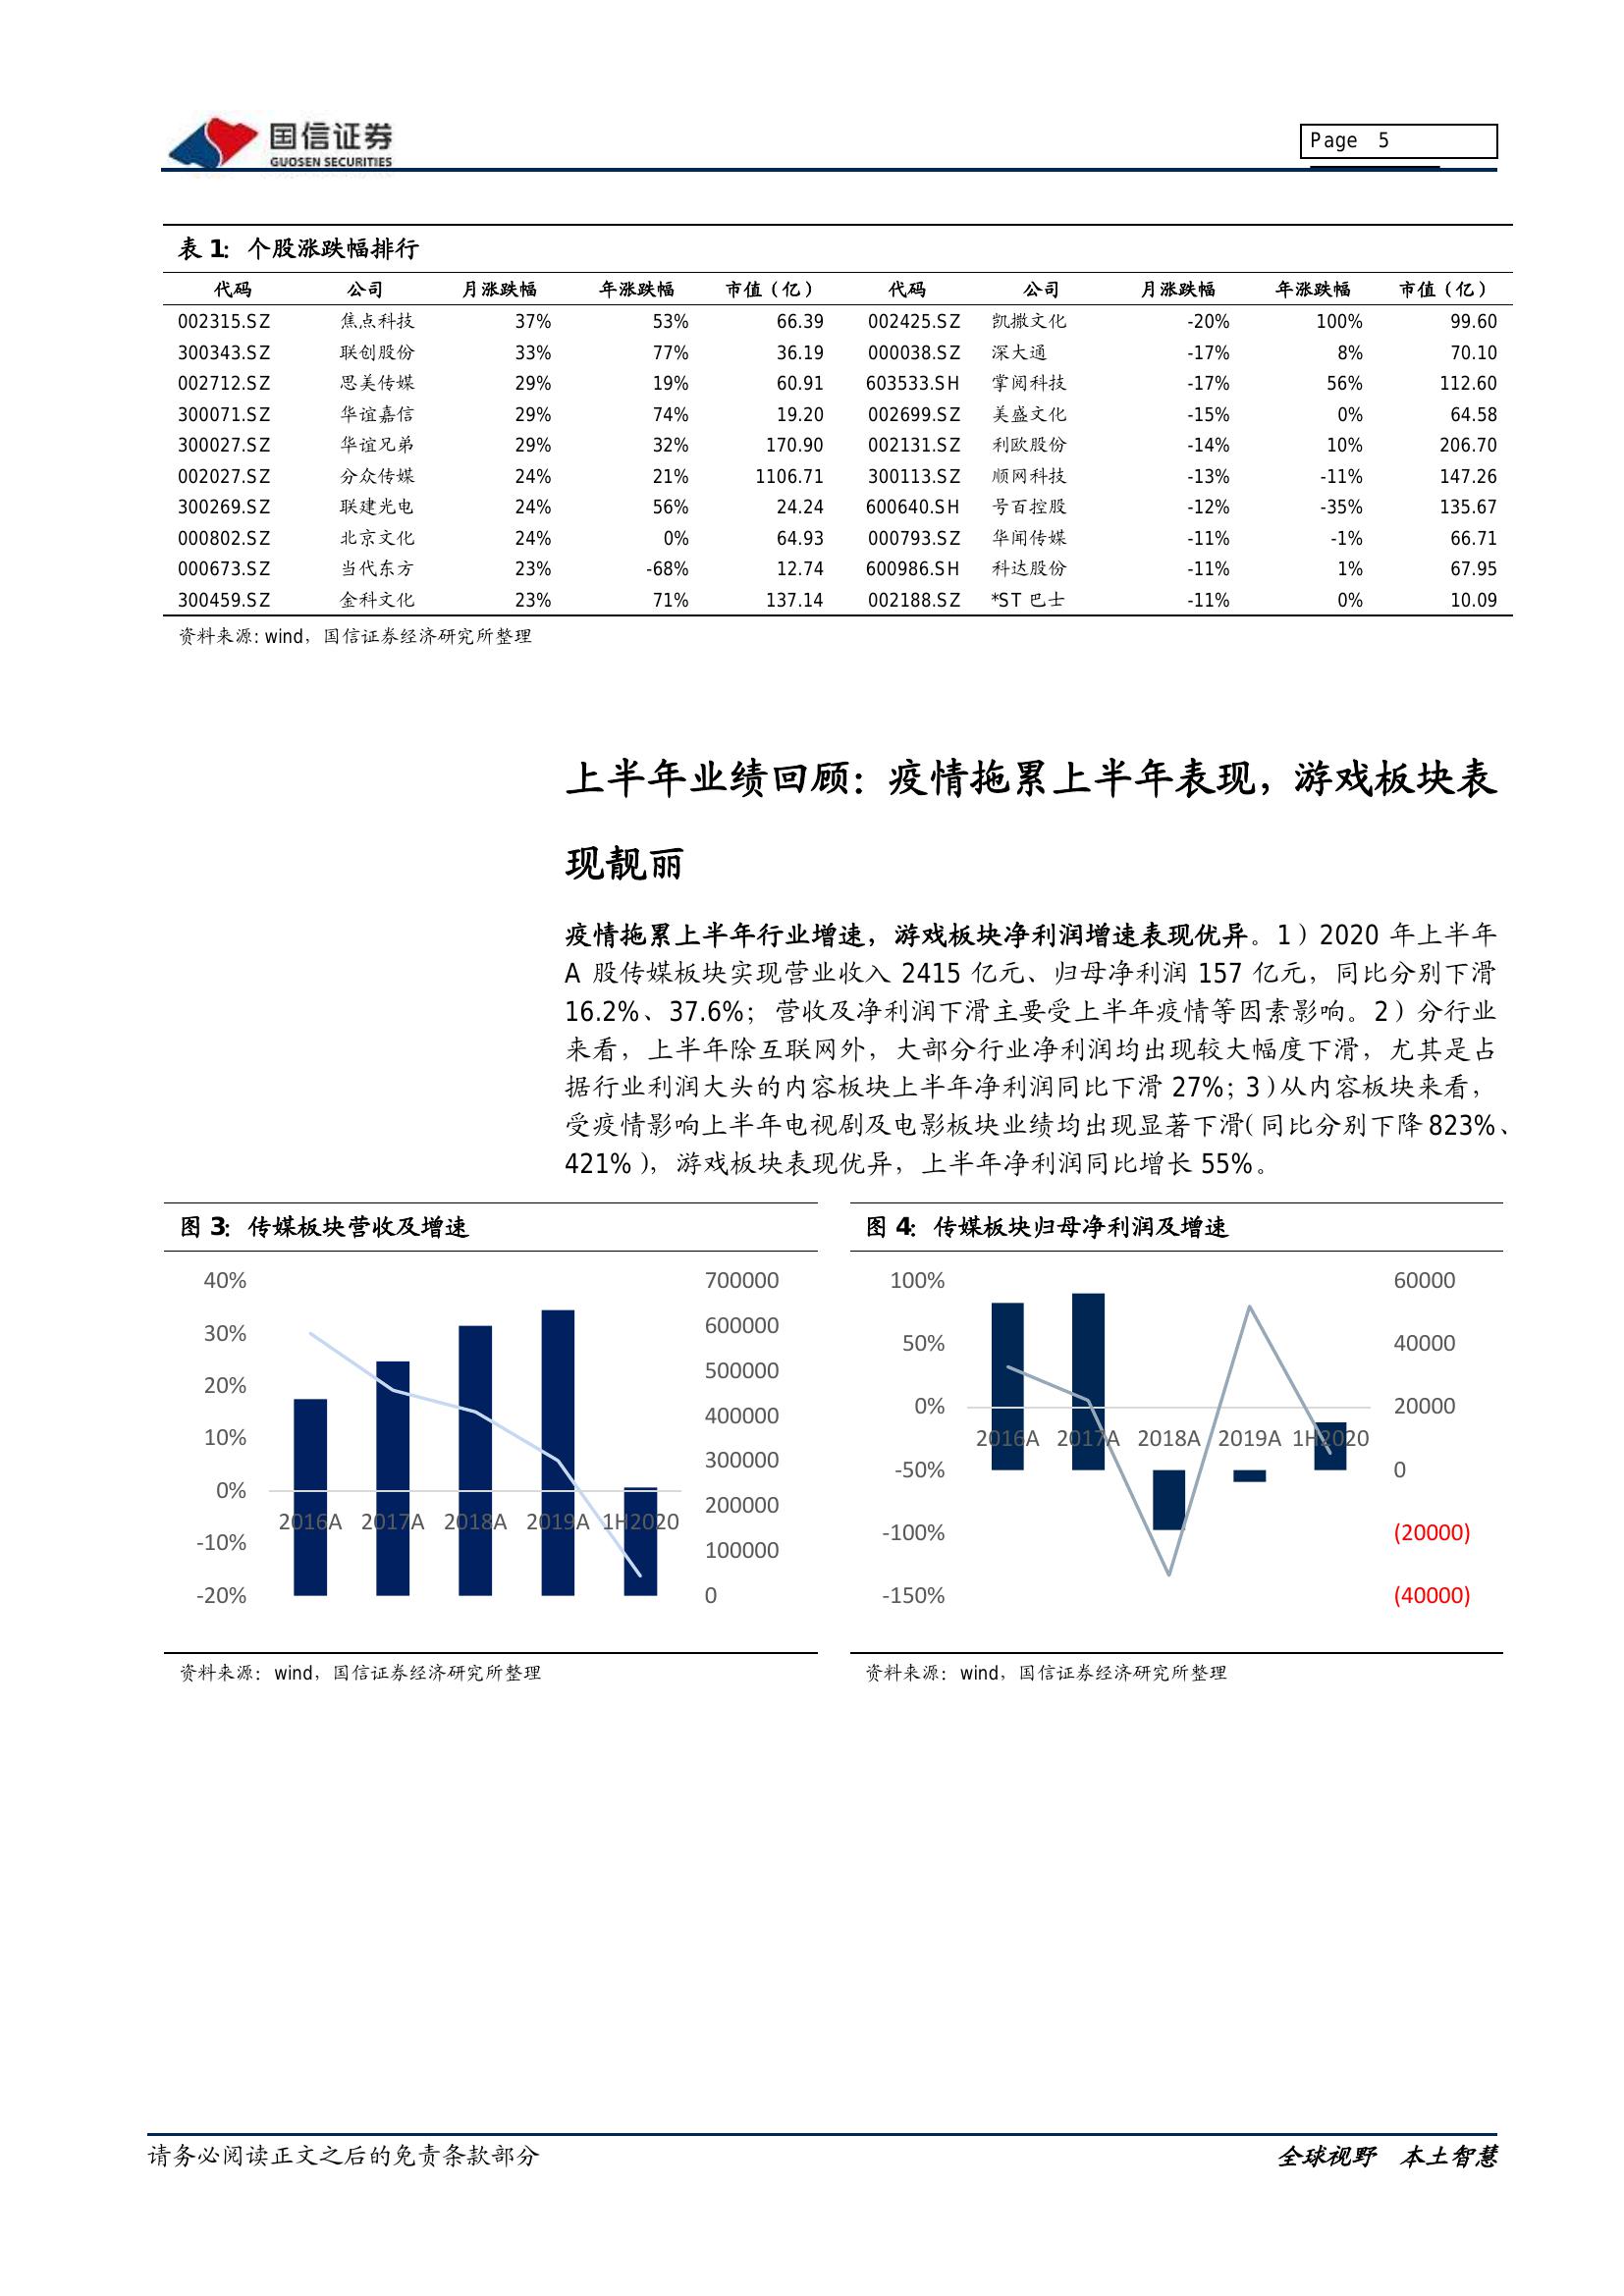 国信证券
GUOSEN SECURITIES
Page 5
表 1: 个股涨跌幅排行
代码 公司 月涨跌幅 年涨跌幅 市值（亿） 代码 公司 月涨跌幅 年涨跌幅 市值（亿）
002315.SZ 焦点科技 37% 53% 66.39 002425.SZ 凯撒文化 -20% 100% 99.60
300343.SZ 联创股份 33% 77% 36.19 000038.SZ 深大通 -17% 8% 70.10
002712.SZ 思美传媒 29% 19% 60.91 603533.SH 掌阅科技 -17% 56% 112.60
300071.SZ 华谊嘉信 29% 74% 19.20 002699.SZ 美盛文化 -15% 0% 64.58
300027.SZ 华谊兄弟 29% 32% 170.90 002131.SZ 利欧股份 -14% 10% 206.70
002027.SZ 分众传媒 24% 21% 1106.71 300113.SZ 顺网科技 -13% -11% 147.26
300269.SZ 联建光电 24% 56% 24.24 600640.SH 号百控股 -12% -35% 135.67
000802.SZ 北京文化 24% 0% 64.93 000793.SZ 华闻传媒 -11% -1% 66.71
000673.SZ 当代东方 23% -68% 12.74 600986.SH 科达股份 -11% 1% 67.95
300459.SZ 金科文化 23% 71% 137.14 002188.SZ *ST 巴士 -11% 0% 10.09
资料来源: wind，国信证券经济研究所整理
上半年业绩回顾：疫情拖累上半年表现，游戏板块表
现靓丽
疫情拖累上半年行业增速，游戏板块净利润增速表现优异。1）2020 年上半年
A 股传媒板块实现营业收入 2415 亿元、归母净利润 157 亿元，同比分别下滑
16.2%、37.6%；营收及净利润下滑主要受上半年疫情等因素影响。2）分行业
来看，上半年除互联网外，大部分行业净利润均出现较大幅度下滑，尤其是占
据行业利润大头的内容板块上半年净利润同比下滑 27%；3）从内容板块来看，
受疫情影响上半年电视剧及电影板块业绩均出现显著下滑（同比分别下降 823%、
421%），游戏板块表现优异，上半年净利润同比增长 55%。
图 3: 传媒板块营收及增速
40% 700000
30% 600000
20% 500000
10% 400000
0% 300000
-10% 200000
-20% 100000
0
2016A 2017A 2018A 2019A 1H2020
资料来源：wind，国信证券经济研究所整理
图 4: 传媒板块归母净利润及增速
100% 60000
50% 40000
0% 20000
2016A 2017A 2018A 2019A 1H2020
-50% 0
-100% (20000)
-150% (40000)
资料来源：wind，国信证券经济研究所整理
请务必阅读正文之后的免责条款部分
全球视野 本土智慧